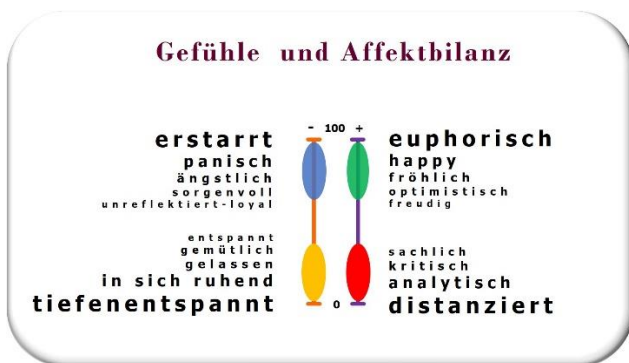 Gefühle und Affektbilanz
- 100 +
erstarrt
panisch
ängstlich
sorgenvoll
unreflektiert-loyal
euphorisch
happy
fröhlich
optimistisch
freudig
entspannt
gemütlich
gelassen
in sich ruhend
tiefenentspannt
sachlich
kritisch
analytisch
distanziert
0